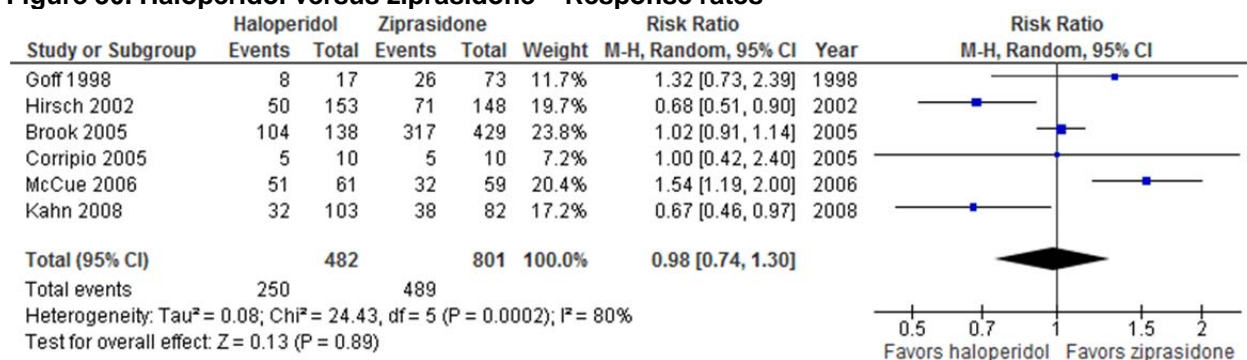 Haloperidol Ziprasidone Risk Ratio Risk Ratio
Study or Subgroup Events Total Events Total Weight M-H, Random, 95% CI Year M-H, Random, 95% CI
Goff 1998 8 17 26 73 11.7% 1.32 [0.73, 2.39] 1998
Hirsch 2002 50 153 71 148 19.7% 0.68 [0.51, 0.90] 2002
Brook 2005 104 138 317 429 23.8% 1.02 [0.91, 1.14] 2005
Corripio 2005 5 10 5 10 7.2% 1.00 [0.42, 2.40] 2005
McCue 2006 51 61 32 59 20.4% 1.54 [1.19, 2.00] 2006
Kahn 2008 32 103 38 82 17.2% 0.67 [0.46, 0.97] 2008
Total (95% CI) 482 801 100.0% 0.98 [0.74, 1.30]
Total events 250 489
Heterogeneity: Tau² = 0.08; Chi² = 24.43, df = 5 (P = 0.0002); I² = 80%
Test for overall effect: Z = 0.13 (P = 0.89)
0.5 0.7 1 1.5 2
Favors haloperidol Favors ziprasidone